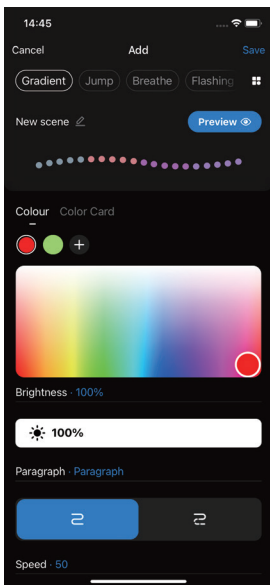 14:45
Cancel Add Save
Gradient Jump Breathe Flashing
New scene Preview
Colour Color Card
Brightness · 100%
100%
Paragraph · Paragraph
Speed · 50